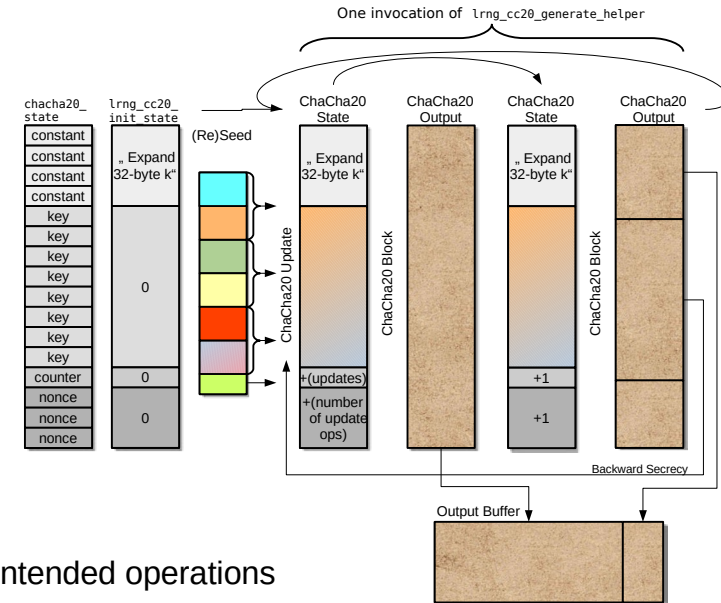 One invocation of lrng_cc20_generate_helper
chacha20_
state
lrng_cc20_
init_state
(Re)Seed
ChaCha20
State
ChaCha20
Output
ChaCha20
State
ChaCha20
Output
constant
constant
constant
constant
key
key
key
key
key
key
key
key
counter
nonce
nonce
nonce
„ Expand
32-byte k“
0
0
0
ChaCha20 Update
„ Expand
32-byte k“
+(updates)
+(number
of update
ops)
ChaCha20 Block
„ Expand
32-byte k“
+1
+1
ChaCha20 Block
Backward Secrecy
Output Buffer
ntended operations